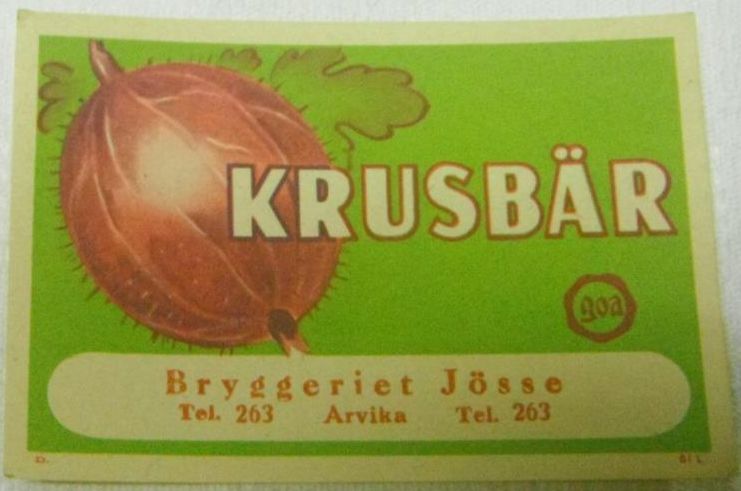 KRUSBÄR
goa
Bryggeriet Jösse
Tel. 263 Arvika Tel. 263